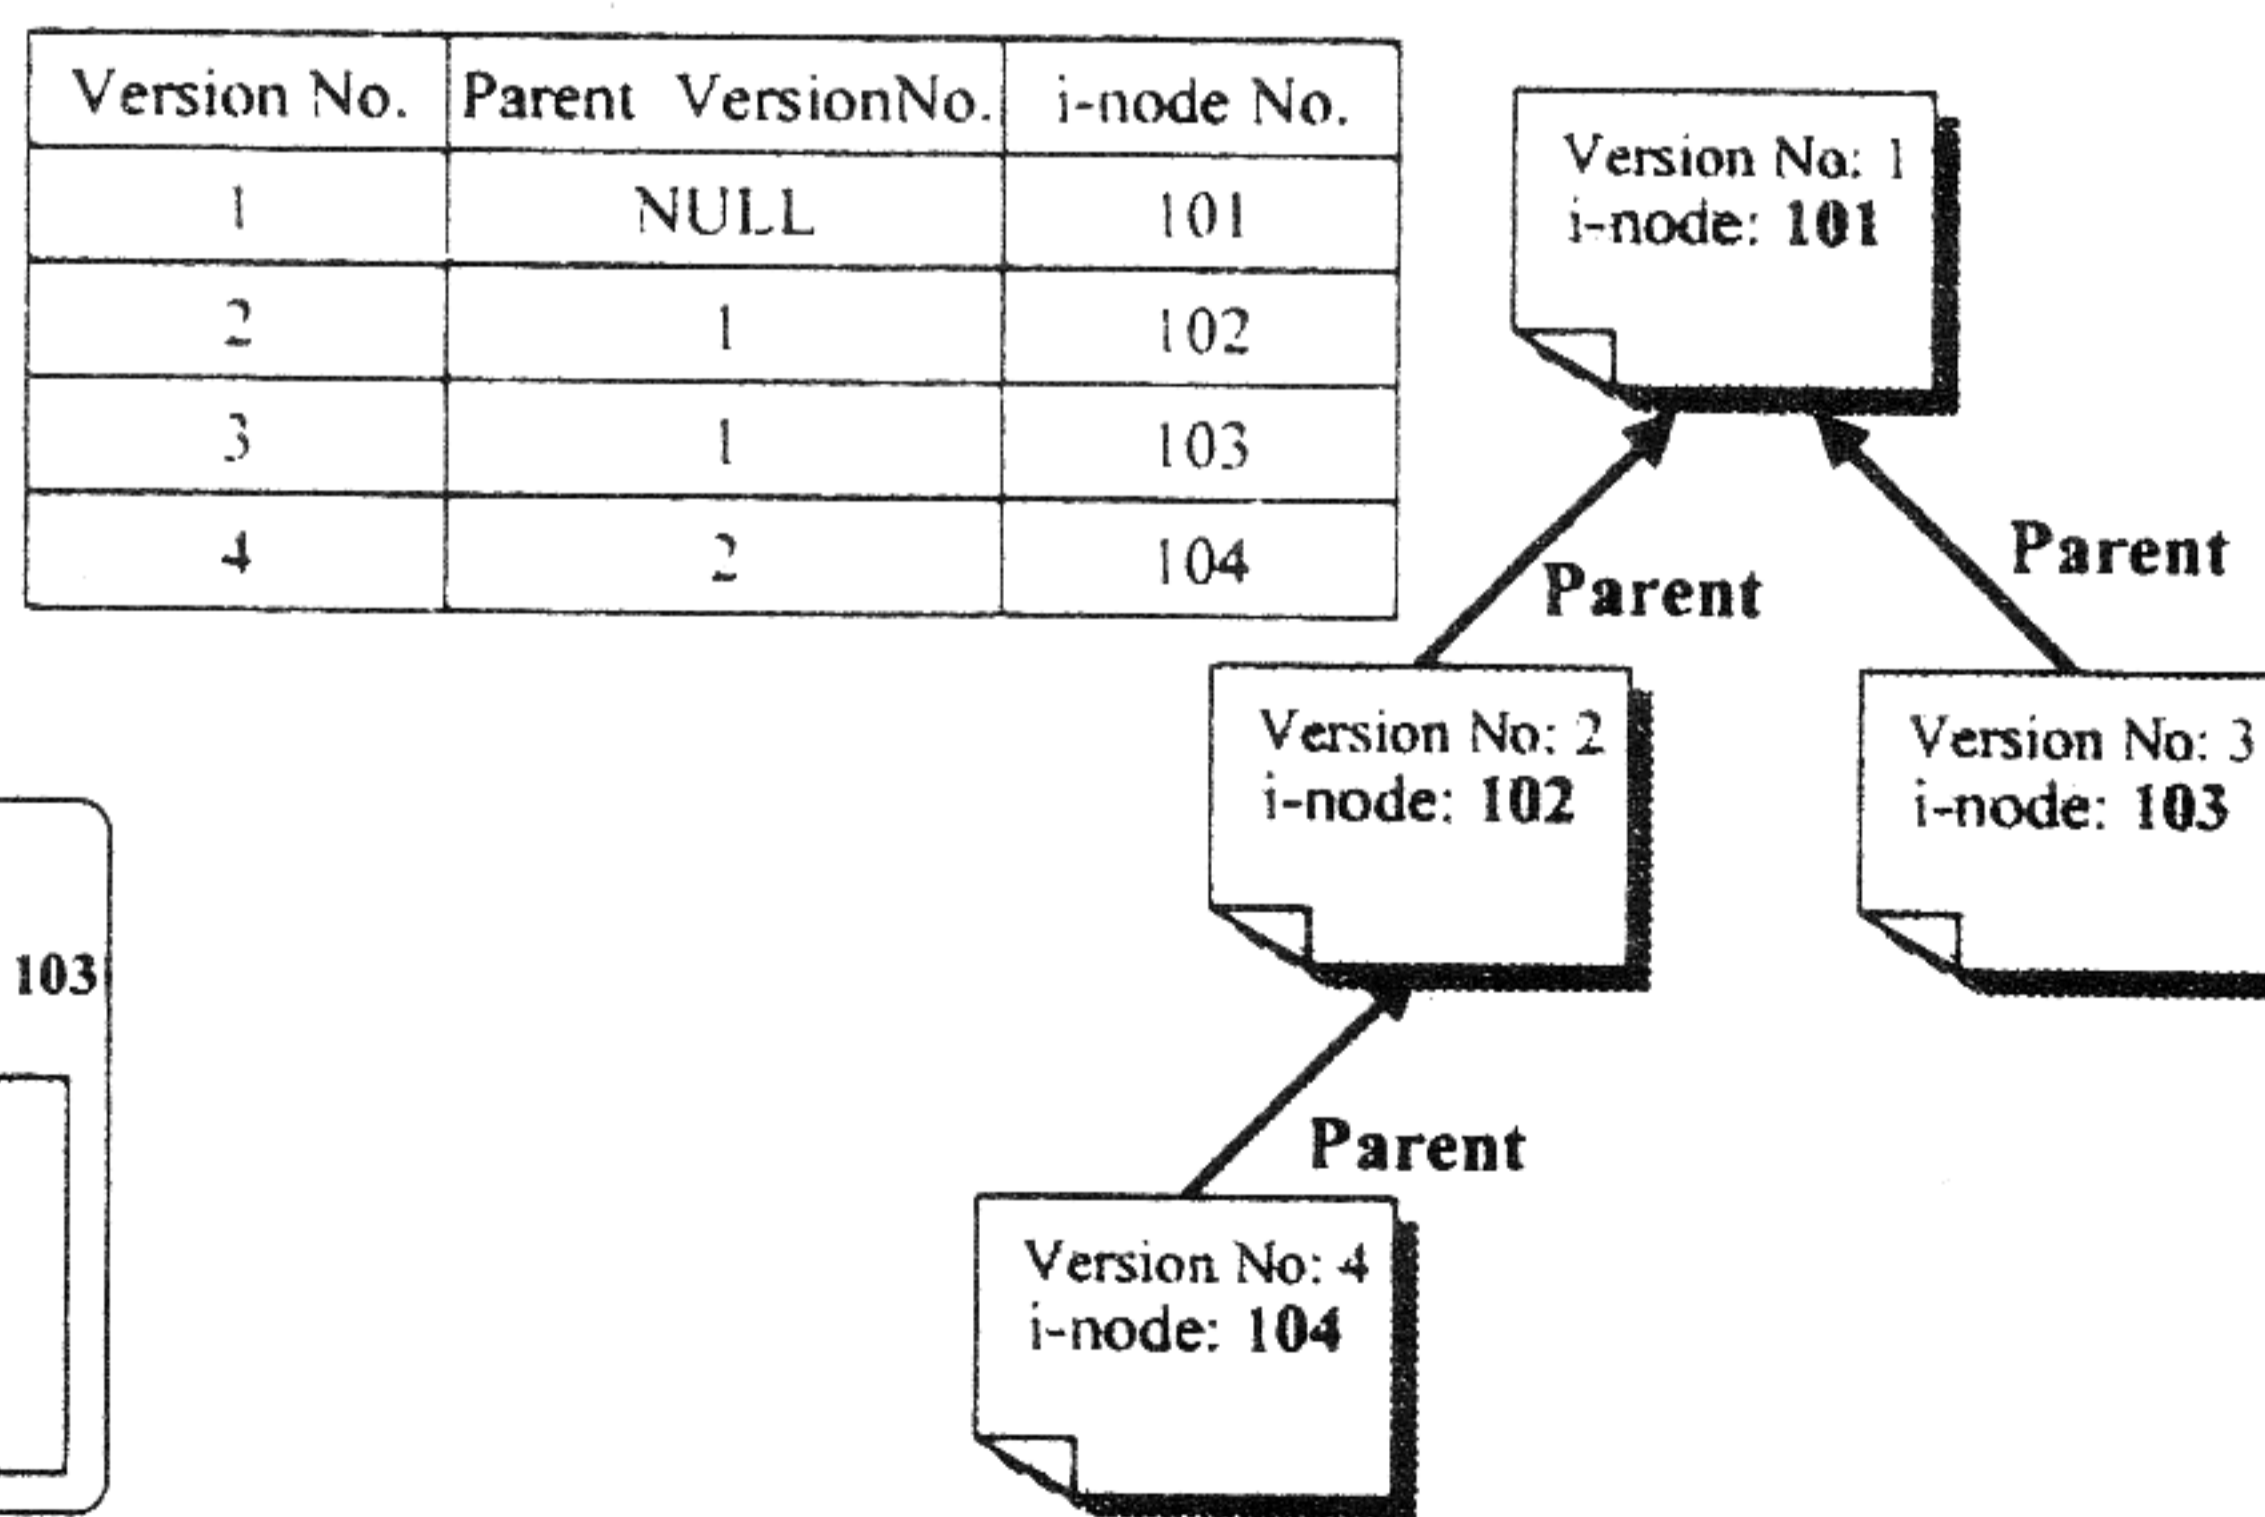 Version No. Parent VersionNo. i-node No.
1 NULL 101
2 1 102
3 1 103
4 2 104
Version No: 1
i-node: 101
Parent
Parent
Version No: 2
i-node: 102
Version No: 3
i-node: 103
103
Parent
Version No: 4
i-node: 104